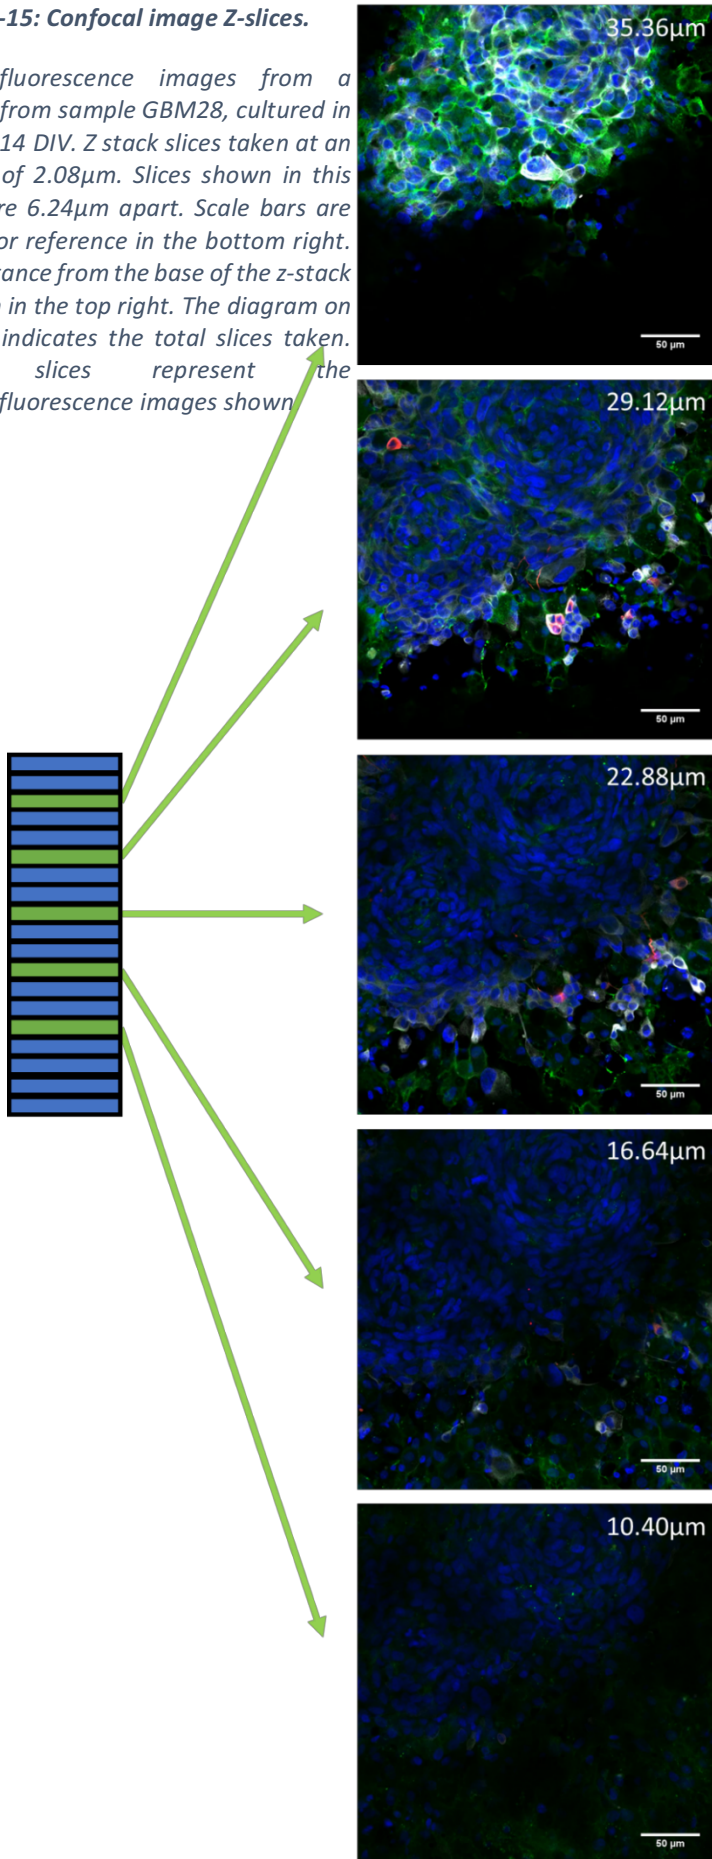 -15: Confocal image Z-slices.
fluorescence images from a
from sample GBM28, cultured in
14 DIV. Z stack slices taken at an
of 2.08µm. Slices shown in this
re 6.24µm apart. Scale bars are
or reference in the bottom right.
tance from the base of the z-stack
in the top right. The diagram on
indicates the total slices taken.
slices represent the
fluorescence images shown
35.36µm
50 µm
29.12µm
50 µm
22.88µm
50 µm
16.64µm
50 µm
10.40µm
50 µm